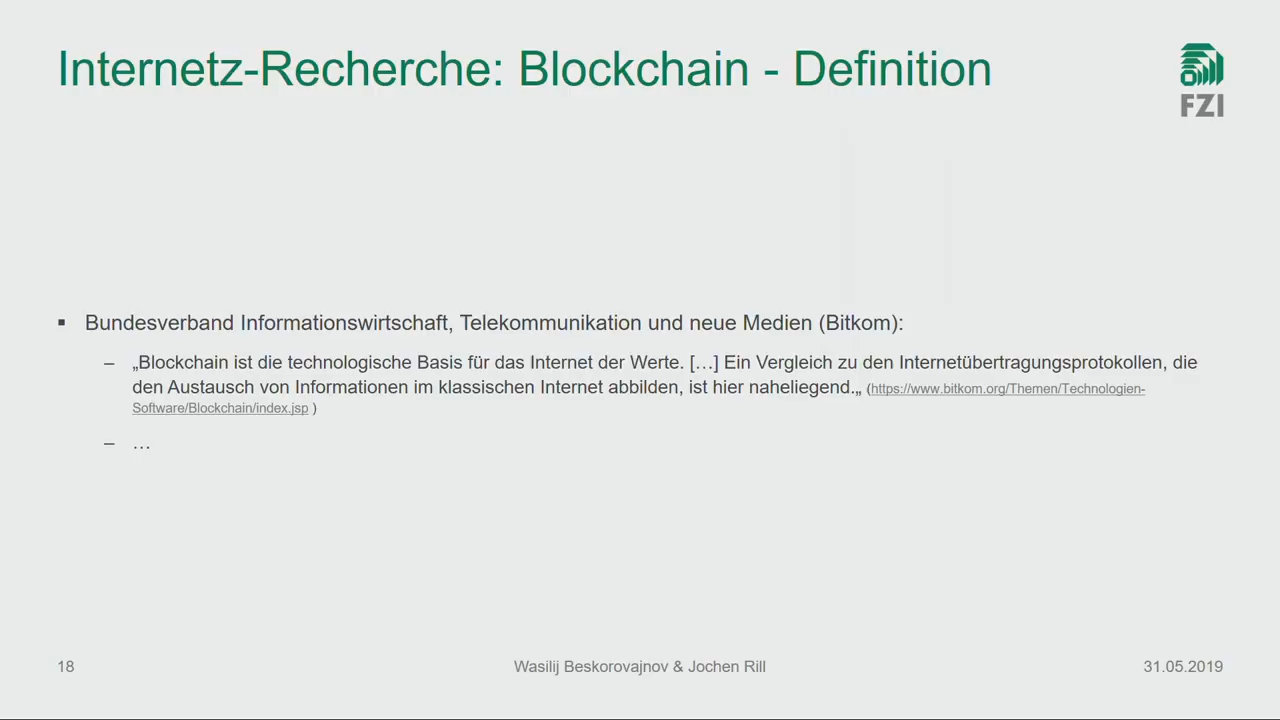 Internetz-Recherche: Blockchain - Definition
FZI
▪ Bundesverband Informationswirtschaft, Telekommunikation und neue Medien (Bitkom):
– „Blockchain ist die technologische Basis für das Internet der Werte. […] Ein Vergleich zu den Internetübertragungsprotokollen, die
den Austausch von Informationen im klassischen Internet abbilden, ist hier naheliegend.„ (https://www.bitkom.org/Themen/Technologien-
Software/Blockchain/index.jsp )
– …
18
Wasilij Beskorovajnov & Jochen Rill
31.05.2019